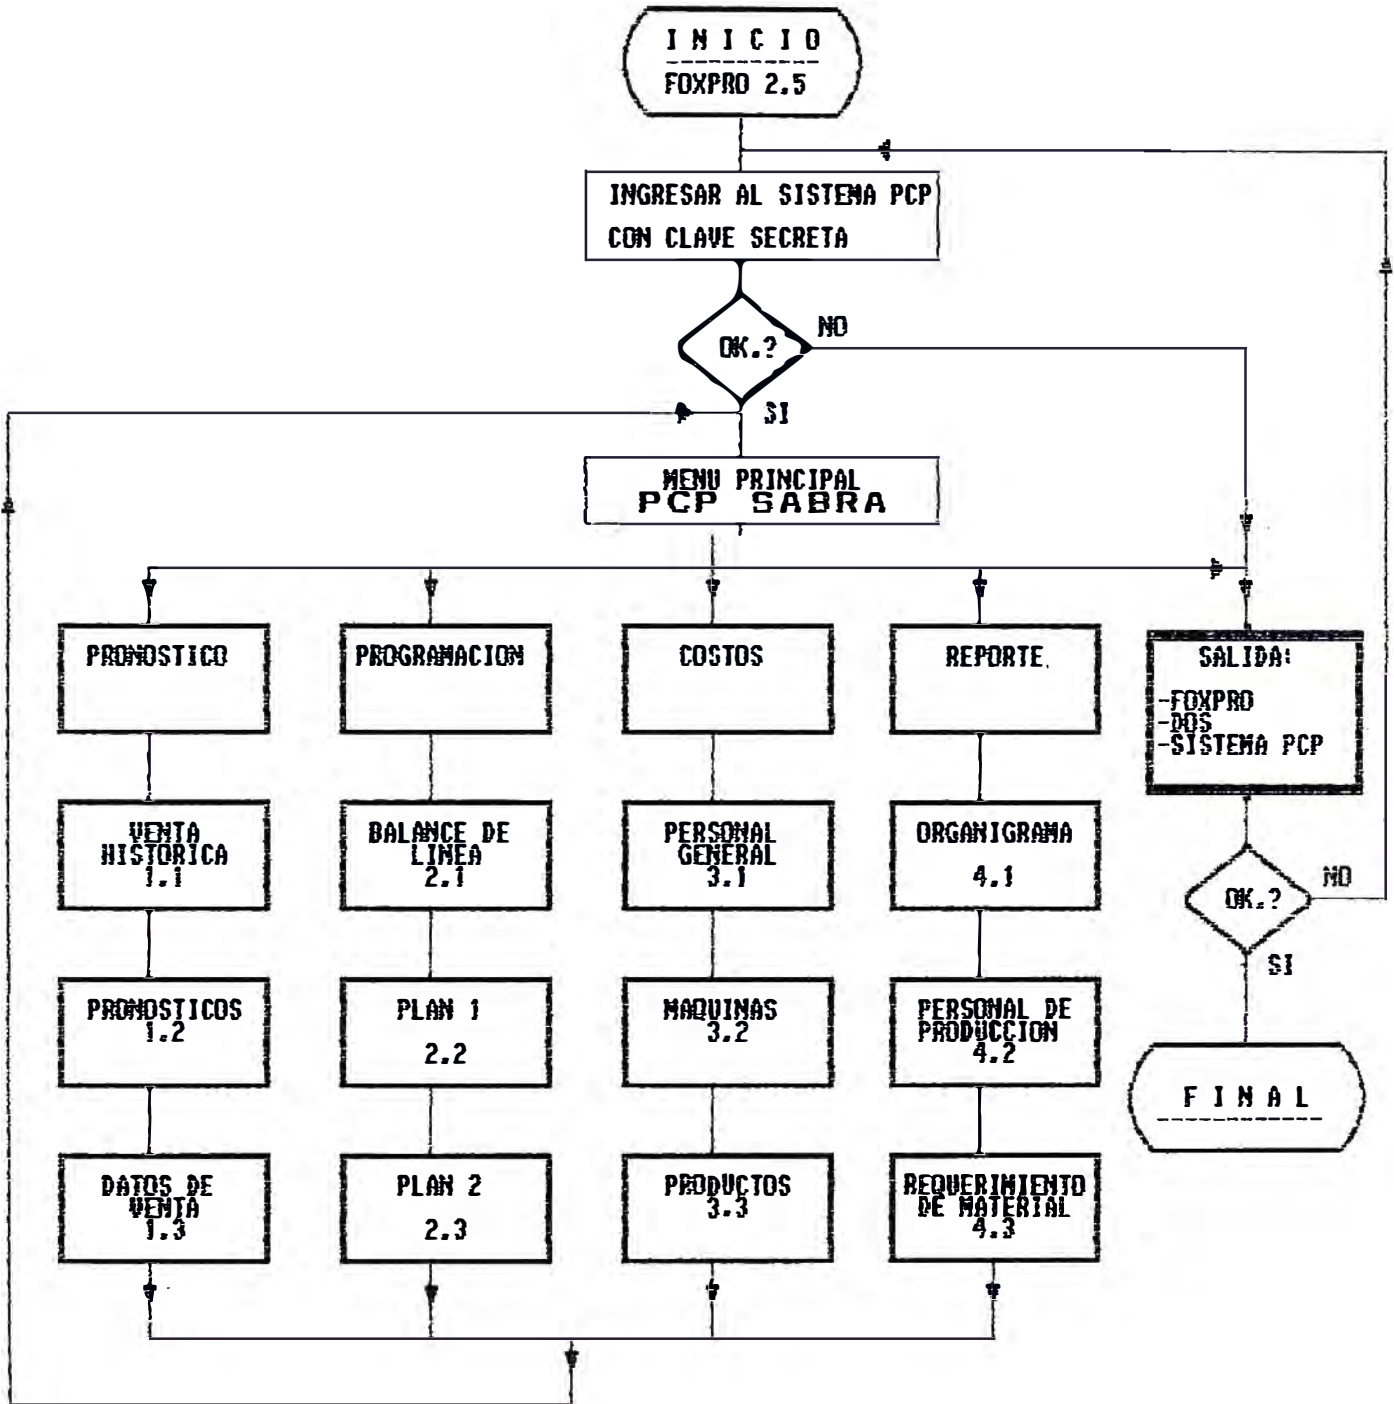 I N I C I O
FOXPRO 2.5
INGRESAR AL SISTEMA PCP
CON CLAVE SECRETA
OK.?
NO
SI
MENU PRINCIPAL
PCP SABRA
PRONOSTICO
PROGRAMACION
COSTOS
REPORTE.
SALIDA:
-FOXPRO
-DOS
-SISTEMA PCP
VENTA
HISTORICA
1.1
BALANCE DE
LINEA
2.1
PERSONAL
GENERAL
3.1
ORGANIGRAMA
4.1
OK.?
NO
SI
PRONOSTICOS
1.2
PLAN 1
2.2
MAQUINAS
3.2
PERSONAL DE
PRODUCCION
4.2
F I N A L
DATOS DE
VENTA
1.3
PLAN 2
2.3
PRODUCTOS
3.3
REQUERIMIENTO
DE MATERIAL
4.3